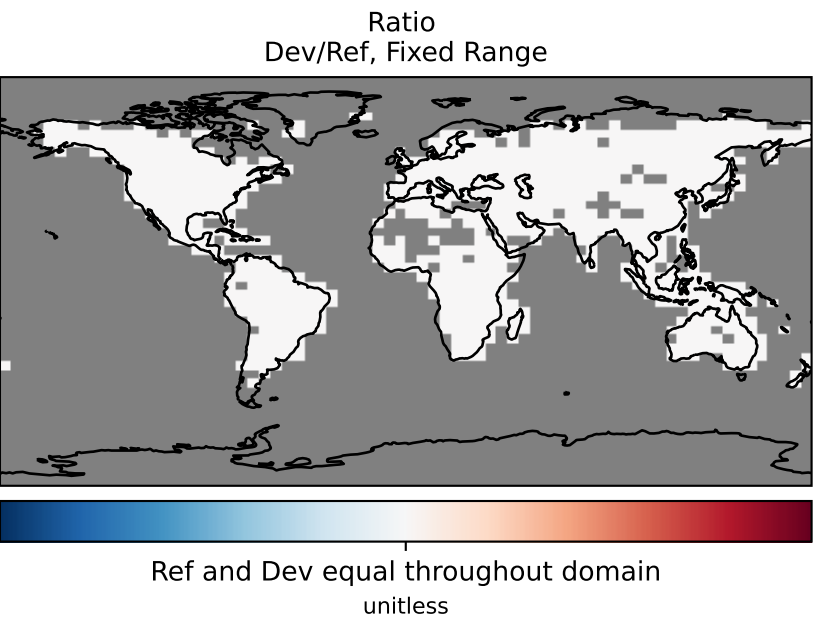 Ratio
Dev/Ref, Fixed Range
Ref and Dev equal throughout domain
unitless